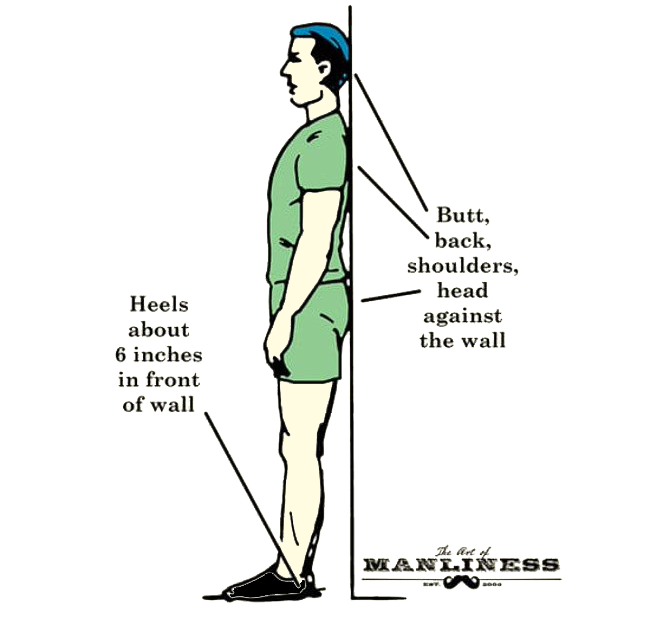 Butt,
back,
shoulders,
head
against
the wall
Heels
about
6 inches
in front
of wall
The Art of
MANLINESS
EST.